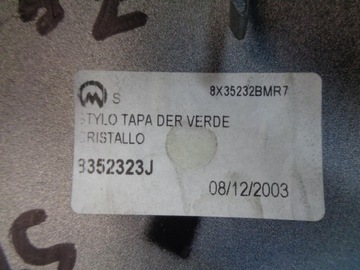 S
8X35232BMR7
STYLO TAPA DER VERDE
CRISTALLO
8352323J
08/12/2003